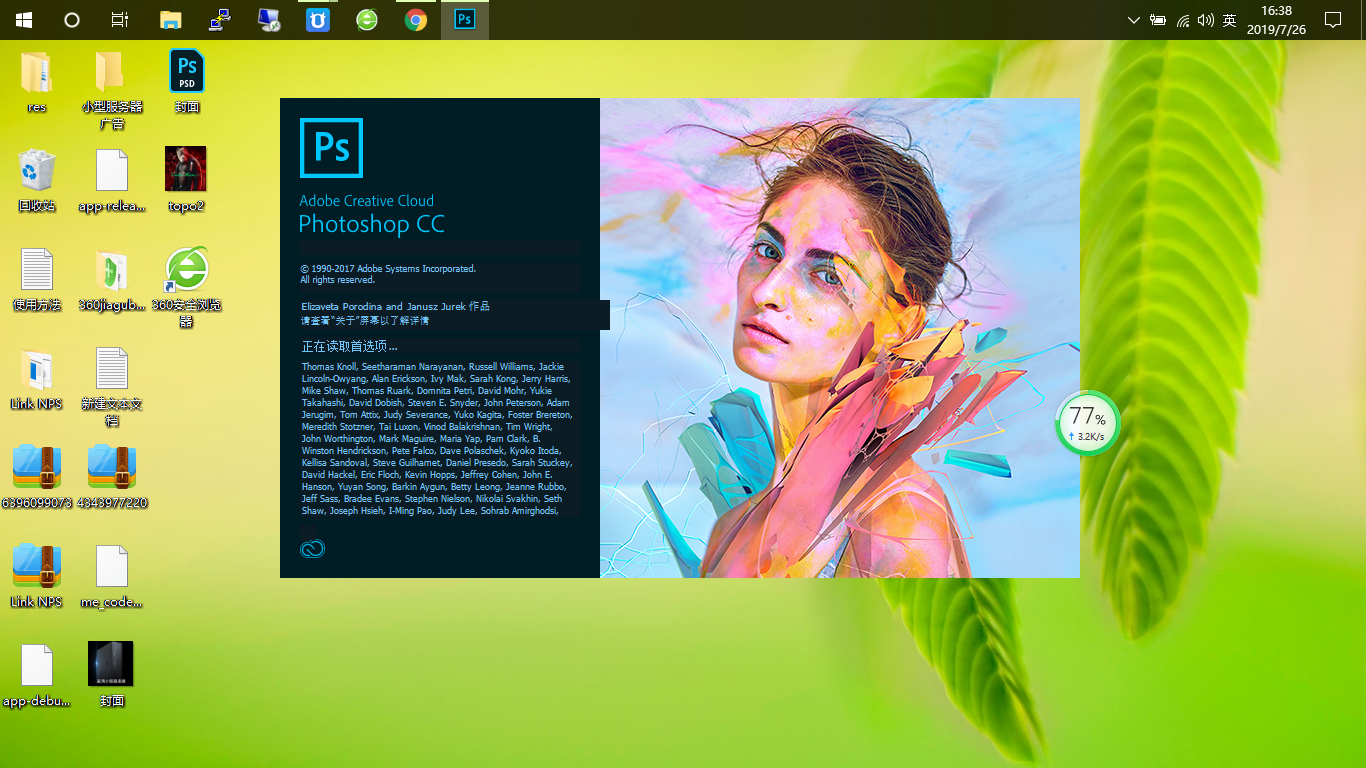 16:38
英
2019/7/26
Ps
res
小型服务器
广告
Ps
PSD
封面
回收站
app-relea...
topo2
使用方法
360jiagub...
360安全浏览
器
Link NPS
新建文本文
档
6396099073
4343977220
Link NPS
me_code...
app-debu...
封面
Ps
Adobe Creative Cloud
Photoshop CC
© 1990-2017 Adobe Systems Incorporated.
All rights reserved.
Elizaveta Porodina and Janusz Jurek 作品
请查看“关于”屏幕以了解详情
正在读取首选项...
Thomas Knoll, Seetharaman Narayanan, Russell Williams, Jackie
Lincoln-Owyang, Alan Erickson, Ivy Mak, Sarah Kong, Jerry Harris,
Mike Shaw, Thomas Ruark, Domnita Petri, David Mohr, Yukie
Takahashi, David Dobish, Steven E. Snyder, John Peterson, Adam
Jerugim, Tom Attix, Judy Severance, Yuko Kagita, Foster Brereton,
Meredith Stotzner, Tai Luxon, Vinod Balakrishnan, Tim Wright,
John Worthington, Mark Maguire, Maria Yap, Pam Clark, B.
Winston Hendrickson, Pete Falco, Dave Polaschek, Kyoko Itoda,
Kellisa Sandoval, Steve Guilhamet, Daniel Presedo, Sarah Stuckey,
David Hackel, Eric Floch, Kevin Hopps, Jeffrey Cohen, John E.
Hanson, Yuyan Song, Barkin Aygun, Betty Leong, Jeanne Rubbo,
Jeff Sass, Bradee Evans, Stephen Nielson, Nikolai Svakhin, Seth
Shaw, Joseph Hsieh, I-Ming Pao, Judy Lee, Sohrab Amirghodsi,
77%
↑ 3.2K/s